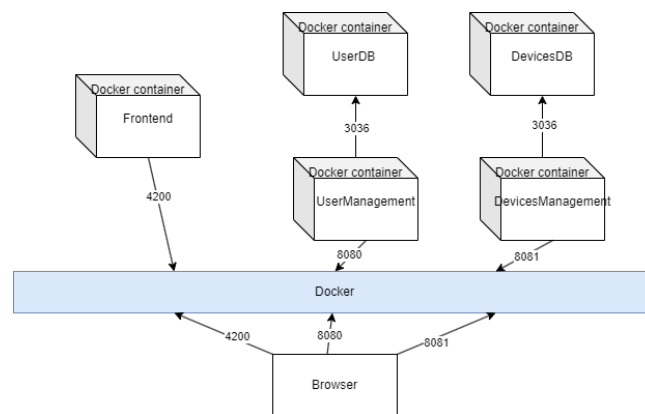 Docker container
UserDB
Docker container
DevicesDB
Docker container
Frontend
3036
3036
Docker container
UserManagement
Docker container
DevicesManagement
4200
8080
8081
Docker
4200
8080
8081
Browser